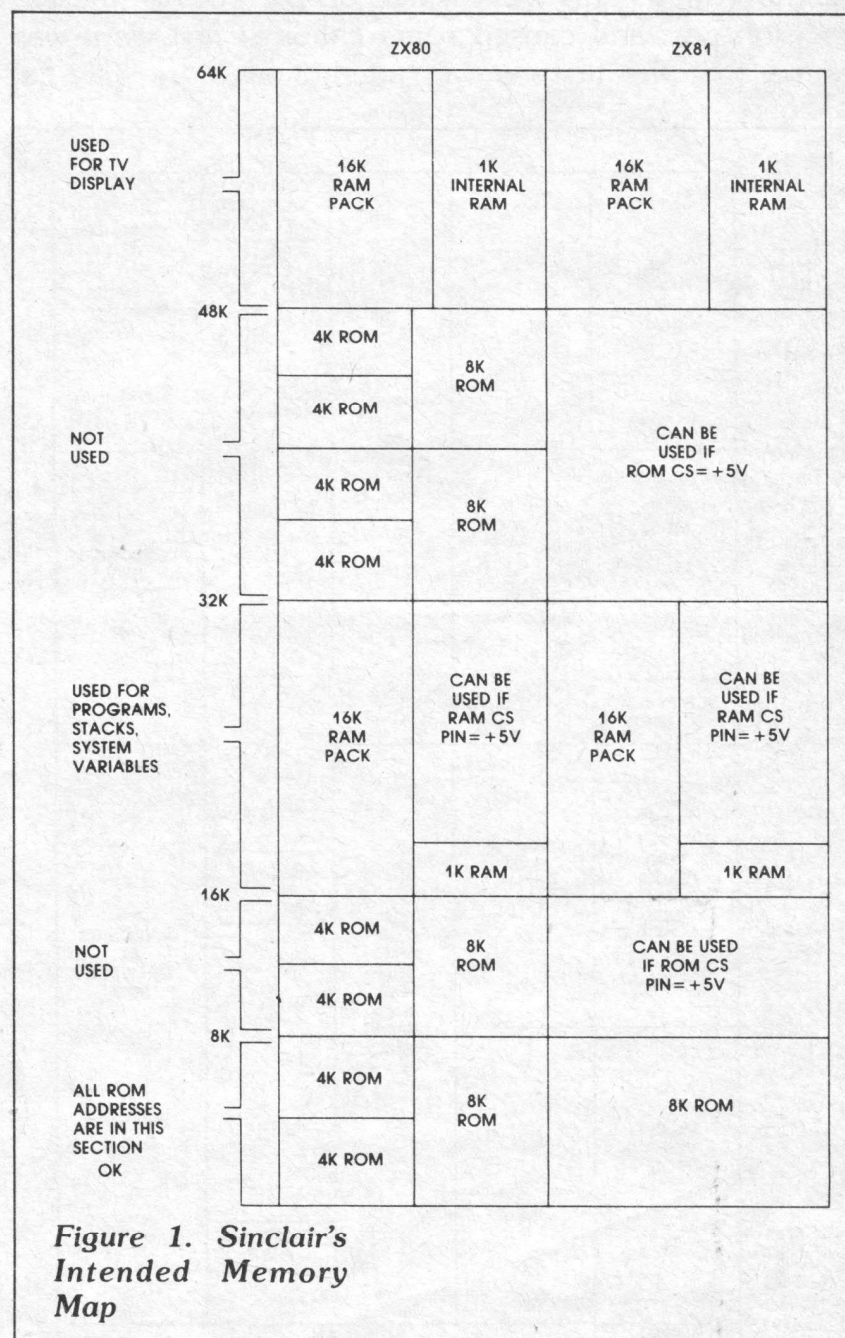 ZX80 ZX81
64K
USED
FOR TV
DISPLAY
16K
RAM
PACK
1K
INTERNAL
RAM
16K
RAM
PACK
1K
INTERNAL
RAM
48K
4K ROM
4K ROM
8K
ROM
NOT
USED
4K ROM
4K ROM
8K
ROM
CAN BE
USED IF
ROM CS = +5V
32K
USED FOR
PROGRAMS,
STACKS,
SYSTEM
VARIABLES
16K
RAM
PACK
CAN BE
USED IF
RAM CS
PIN = +5V
1K RAM
16K
RAM
PACK
CAN BE
USED IF
RAM CS
PIN = +5V
1K RAM
16K
NOT
USED
4K ROM
4K ROM
8K
ROM
CAN BE USED
IF ROM CS
PIN = +5V
8K
ALL ROM
ADDRESSES
ARE IN THIS
SECTION
OK
4K ROM
4K ROM
8K
ROM
8K ROM
Figure 1. Sinclair's
Intended Memory
Map